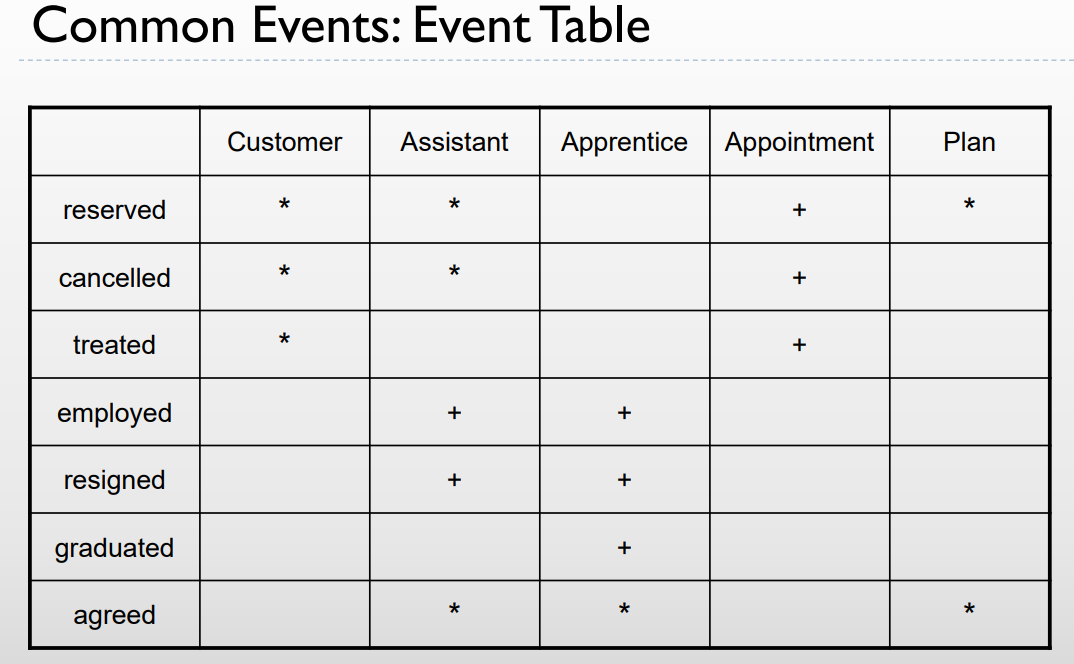 Common Events: Event Table
Customer Assistant Apprentice Appointment Plan
reserved * * + *
cancelled * * +
treated * +
employed + +
resigned + +
graduated +
agreed * * *